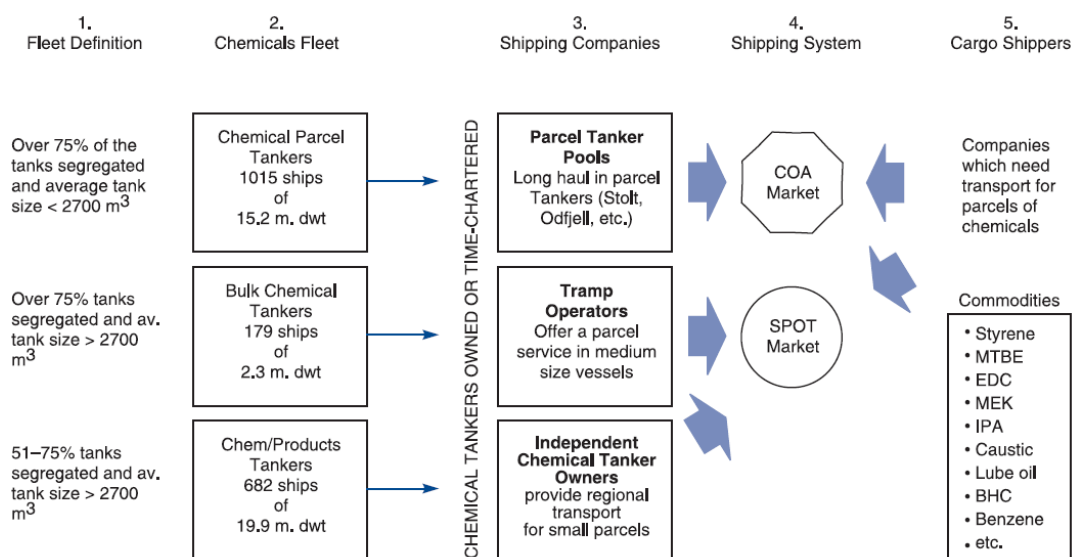 1.
Fleet Definition
2.
Chemicals Fleet
3.
Shipping Companies
4.
Shipping System
5.
Cargo Shippers
Over 75% of the
tanks segregated
and average tank
size < 2700 m³
Chemical Parcel
Tankers
1015 ships
of
15.2 m. dwt
CHEMICAL TANKERS OWNED OR TIME-CHARTERED
Parcel Tanker
Pools
Long haul in parcel
Tankers (Stolt,
Odfjell, etc.)
COA
Market
Companies
which need
transport for
parcels of
chemicals
Over 75% tanks
segregated and av.
tank size > 2700
m³
Bulk Chemical
Tankers
179 ships
of
2.3 m. dwt
Tramp
Operators
Offer a parcel
service in medium
size vessels
SPOT
Market
Commodities
• Styrene
• MTBE
• EDC
• MEK
• IPA
• Caustic
• Lube oil
• BHC
• Benzene
• etc.
51–75% tanks
segregated and av.
tank size > 2700
m³
Chem/Products
Tankers
682 ships
of
19.9 m. dwt
Independent
Chemical Tanker
Owners
provide regional
transport
for small parcels